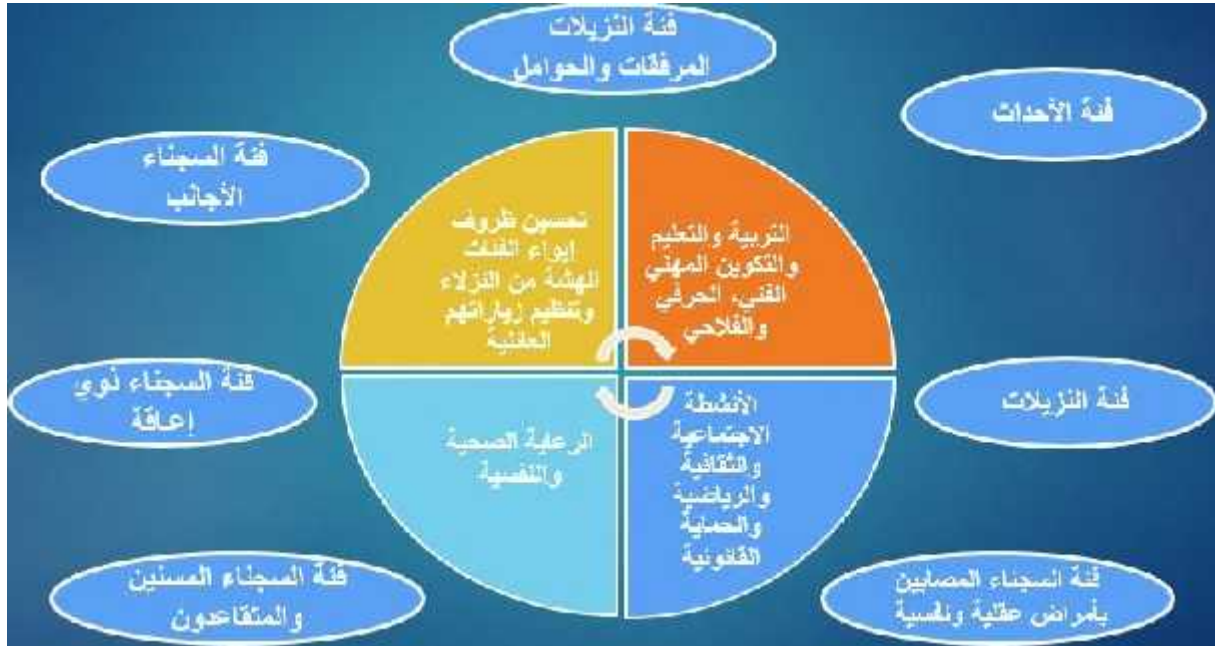 فئة النزيلات
المرفقات والحوامل
فئة الأحداث
فئة السجناء
الأجانب
تحسين ظروف
إيواء الفئات
الهشة من النزلاء
وتنظيم زياراتهم
العائلية
التربية والتعليم
والتكوين المهني
الفني، الحرفي
والفلاحي
فئة السجناء ذوي
إعاقة
فئة النزيلات
الرعاية الصحية
والنفسية
الأنشطة
الاجتماعية
والثقافية
والرياضية
والحماية
القانونية
فئة السجناء المسنين
والمتقاعدون
فئة السجناء المصابين
بأمراض عقلية ونفسية